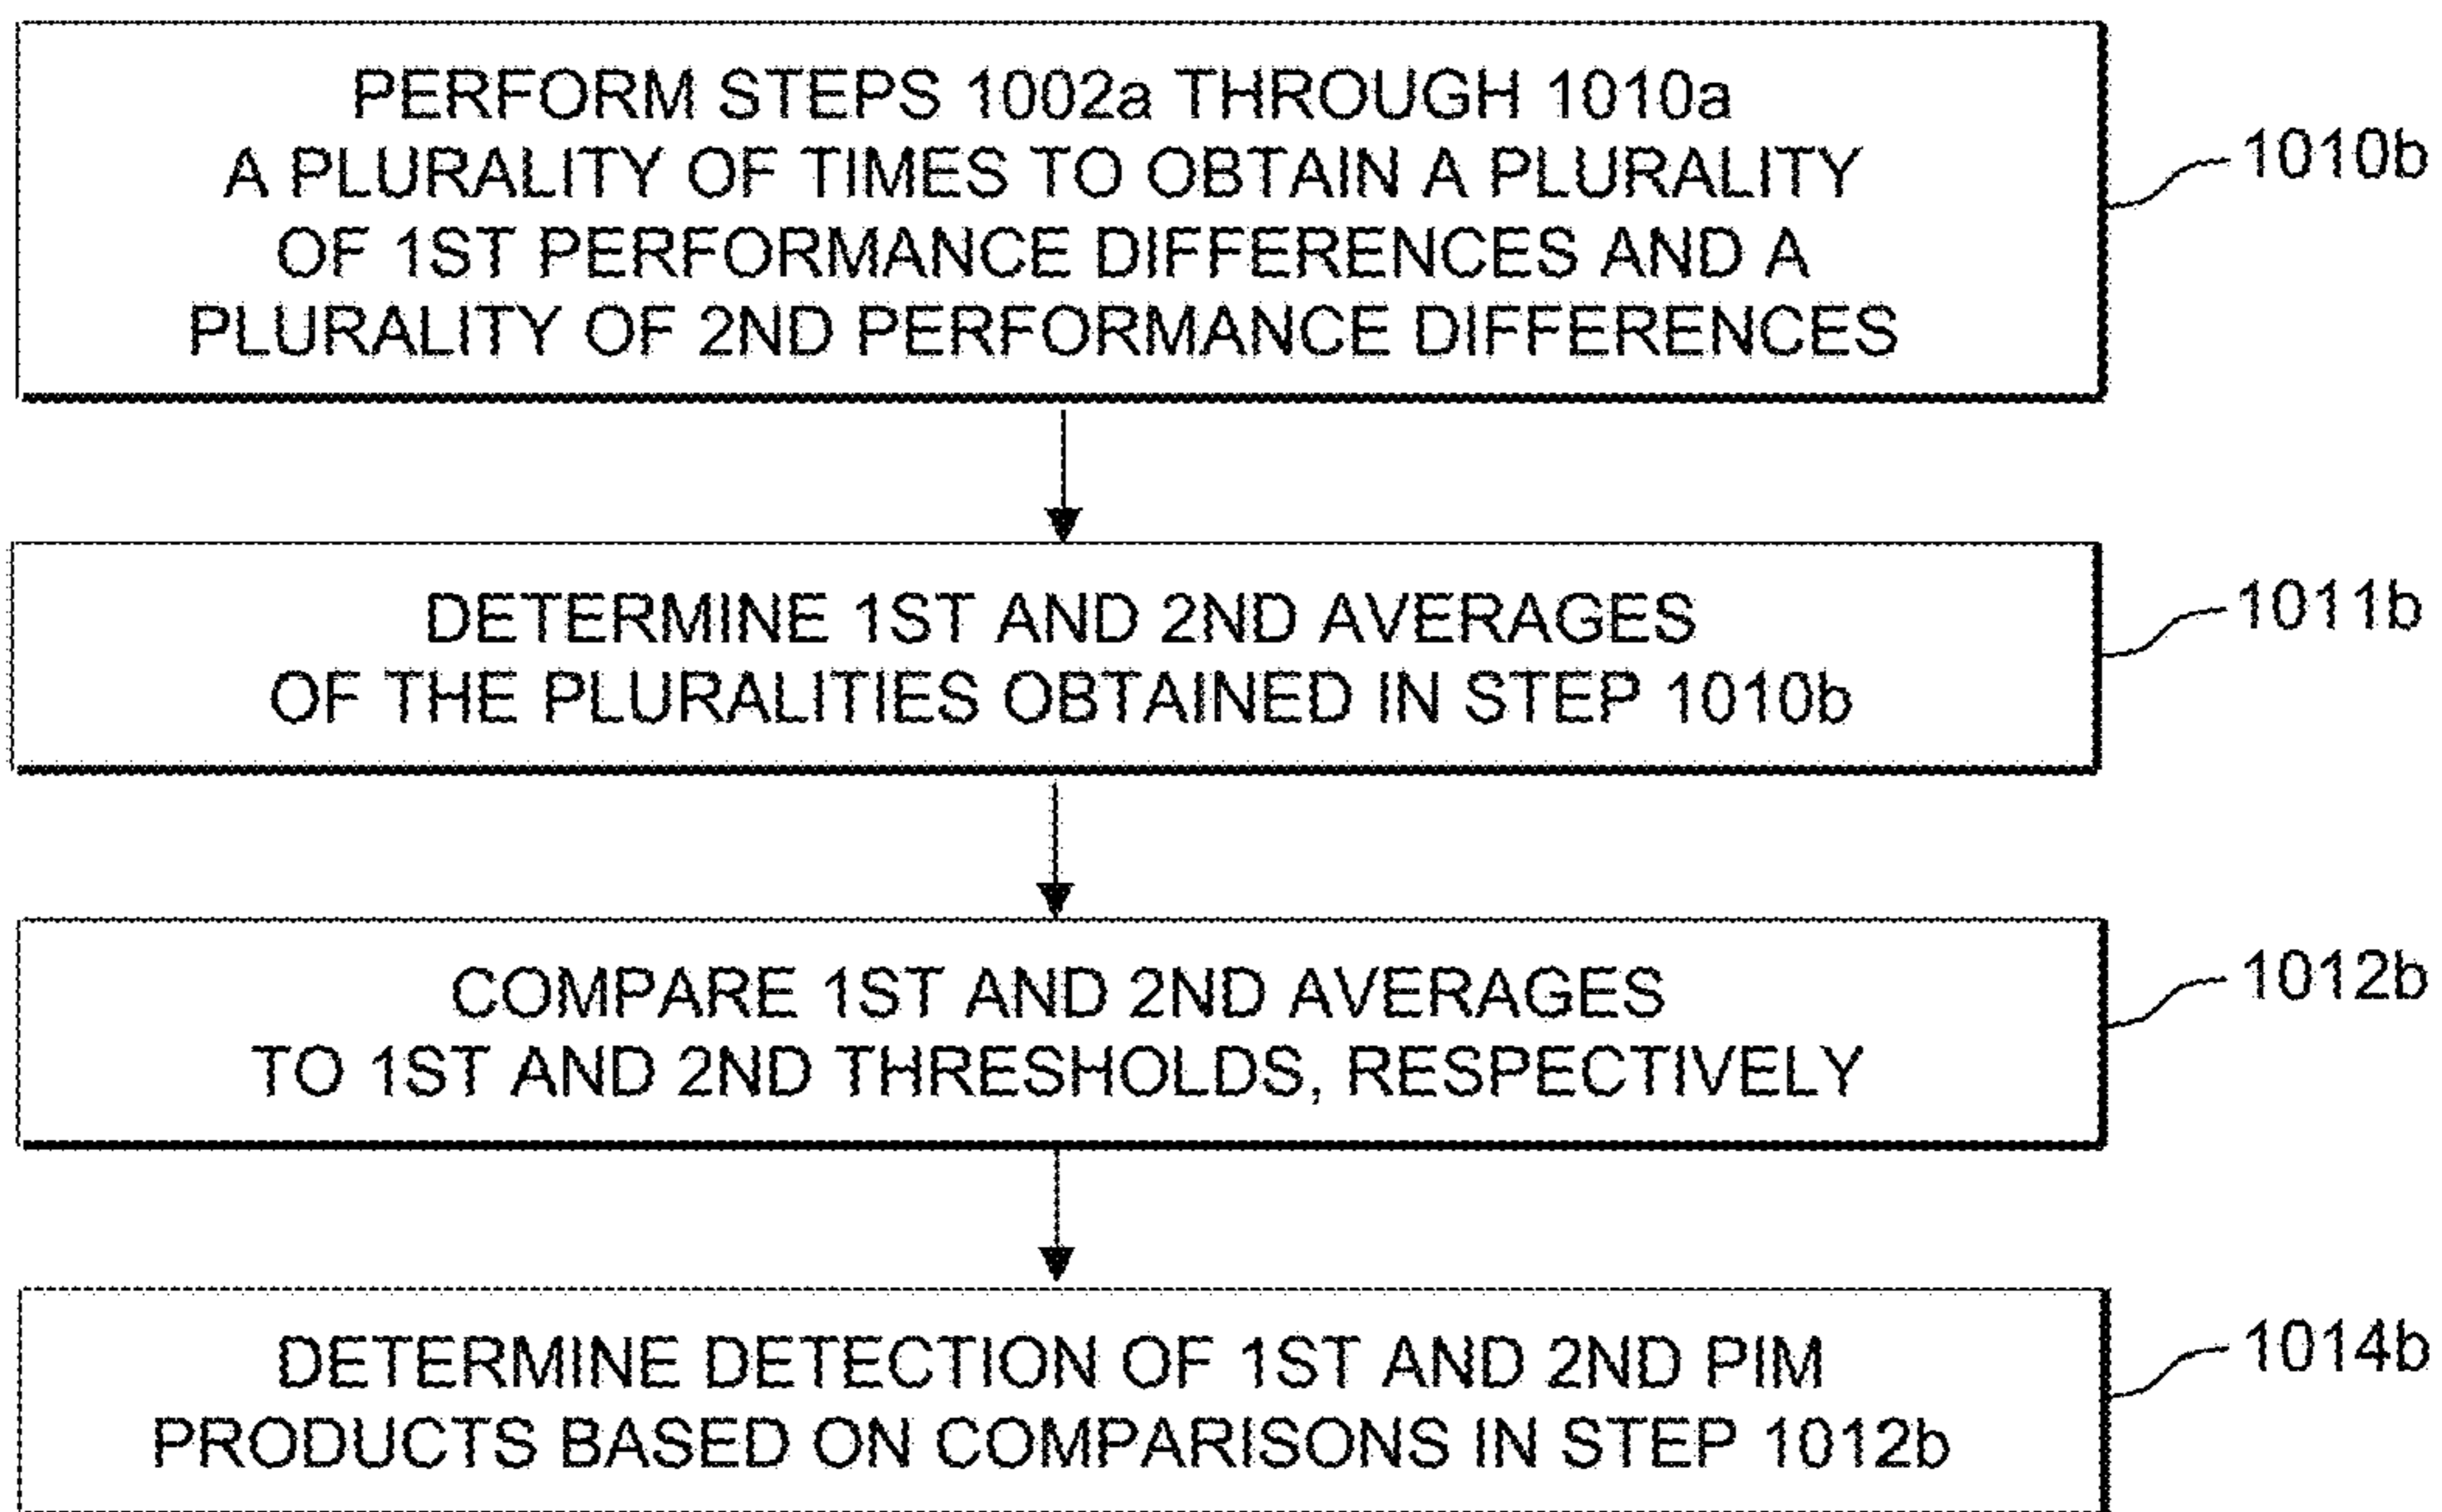 PERFORM STEPS 1002a THROUGH 1010a
A PLURALITY OF TIMES TO OBTAIN A PLURALITY
OF 1ST PERFORMANCE DIFFERENCES AND A
PLURALITY OF 2ND PERFORMANCE DIFFERENCES
1010b
DETERMINE 1ST AND 2ND AVERAGES
OF THE PLURALITIES OBTAINED IN STEP 1010b
1011b
COMPARE 1ST AND 2ND AVERAGES
TO 1ST AND 2ND THRESHOLDS, RESPECTIVELY
1012b
DETERMINE DETECTION OF 1ST AND 2ND PIM
PRODUCTS BASED ON COMPARISONS IN STEP 1012b
1014b